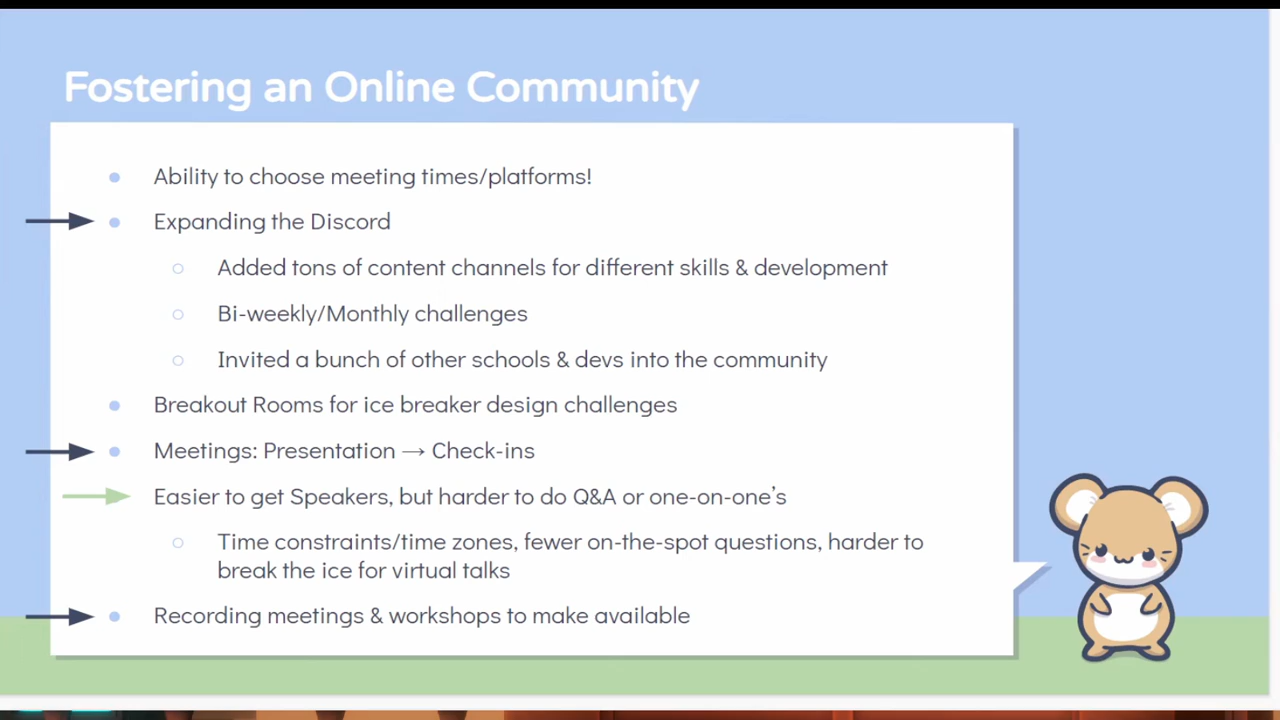 Fostering an Online Community
Ability to choose meeting times/platforms!
Expanding the Discord
Added tons of content channels for different skills & development
Bi-weekly/Monthly challenges
Invited a bunch of other schools & devs into the community
Breakout Rooms for ice breaker design challenges
Meetings: Presentation → Check-ins
Easier to get Speakers, but harder to do Q&A or one-on-one's
Time constraints/time zones, fewer on-the-spot questions, harder to
break the ice for virtual talks
Recording meetings & workshops to make available